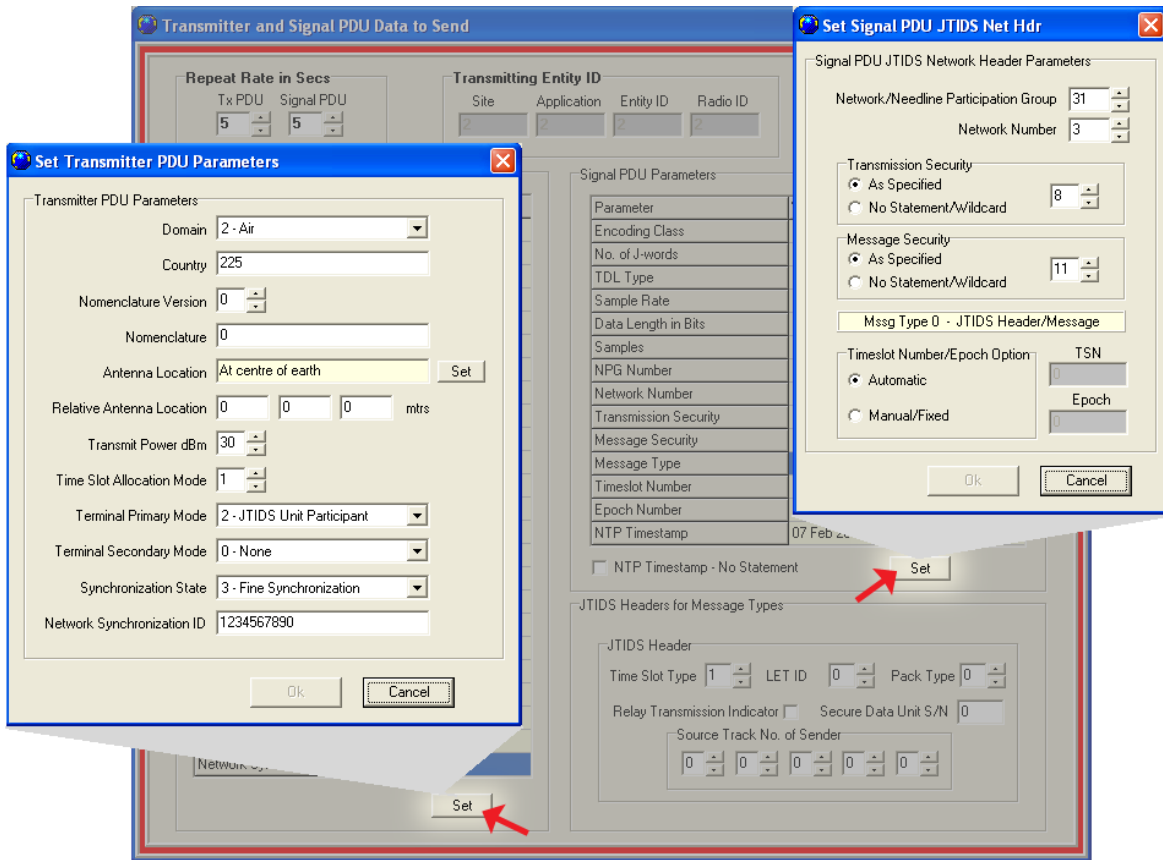 Transmitter and Signal PDU Data to Send
Repeat Rate in Secs
Tx PDU Signal PDU
5 5
Transmitting Entity ID
Site Application Entity ID Radio ID
2 2 2 2
Set Transmitter PDU Parameters
Transmitter PDU Parameters
Domain 2 - Air
Country 225
Nomenclature Version 0
Nomenclature 0
Antenna Location At centre of earth Set
Relative Antenna Location 0 0 0 mtrs
Transmit Power dBm 30
Time Slot Allocation Mode 1
Terminal Primary Mode 2 - JTIDS Unit Participant
Terminal Secondary Mode 0 - None
Synchronization State 3 - Fine Synchronization
Network Synchronization ID 1234567890
Ok Cancel
Set
Signal PDU Parameters
Parameter
Encoding Class
No. of J-words
TDL Type
Sample Rate
Data Length in Bits
Samples
NPG Number
Network Number
Transmission Security
Message Security
Message Type
Timeslot Number
Epoch Number
NTP Timestamp 07 Feb
NTP Timestamp - No Statement Set
JTIDS Headers for Message Types
JTIDS Header
Time Slot Type 1 LET ID 0 Pack Type 0
Relay Transmission Indicator Secure Data Unit S/N 0
Source Track No. of Sender
0 0 0 0 0
Set Signal PDU JTIDS Net Hdr
Signal PDU JTIDS Network Header Parameters
Network/Needline Participation Group 31
Network Number 3
Transmission Security
As Specified
No Statement/Wildcard
8
Message Security
As Specified
No Statement/Wildcard
11
Mssg Type 0 - JTIDS Header/Message
Timeslot Number/Epoch Option
Automatic
Manual/Fixed
TSN
0
Epoch
0
Ok Cancel